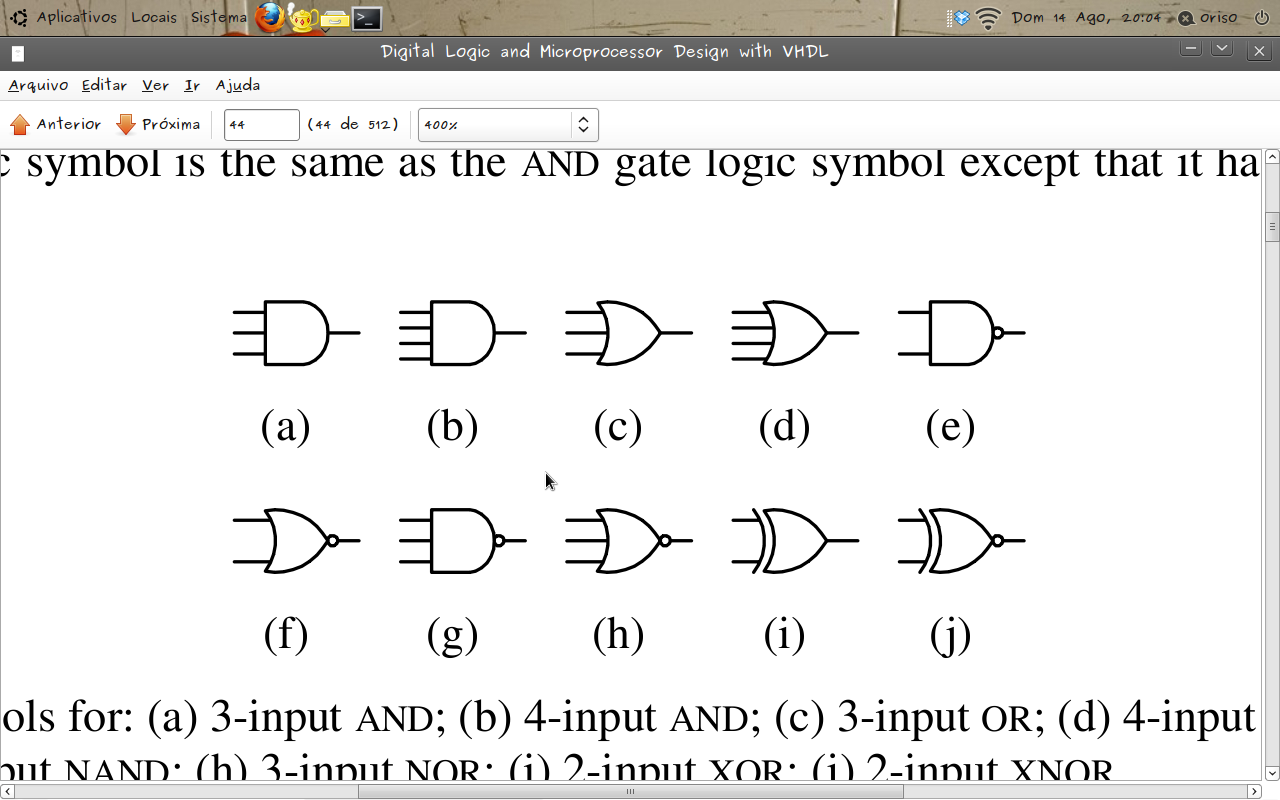 Aplicativos Locais Sistema Dom 14 Ago, 20:04 oriso
Digital Logic and Microprocessor Design with VHDL
Arquivo Editar Ver Ir Ajuda
Anterior Próxima 44 (44 de 512) 400%
c symbol is the same as the AND gate logic symbol except that it ha
(a) (b) (c) (d) (e)
(f) (g) (h) (i) (j)
ols for: (a) 3-input AND; (b) 4-input AND; (c) 3-input OR; (d) 4-input
put NAND; (h) 3-input NOR; (i) 2-input XOR; (j) 2-input XNOR